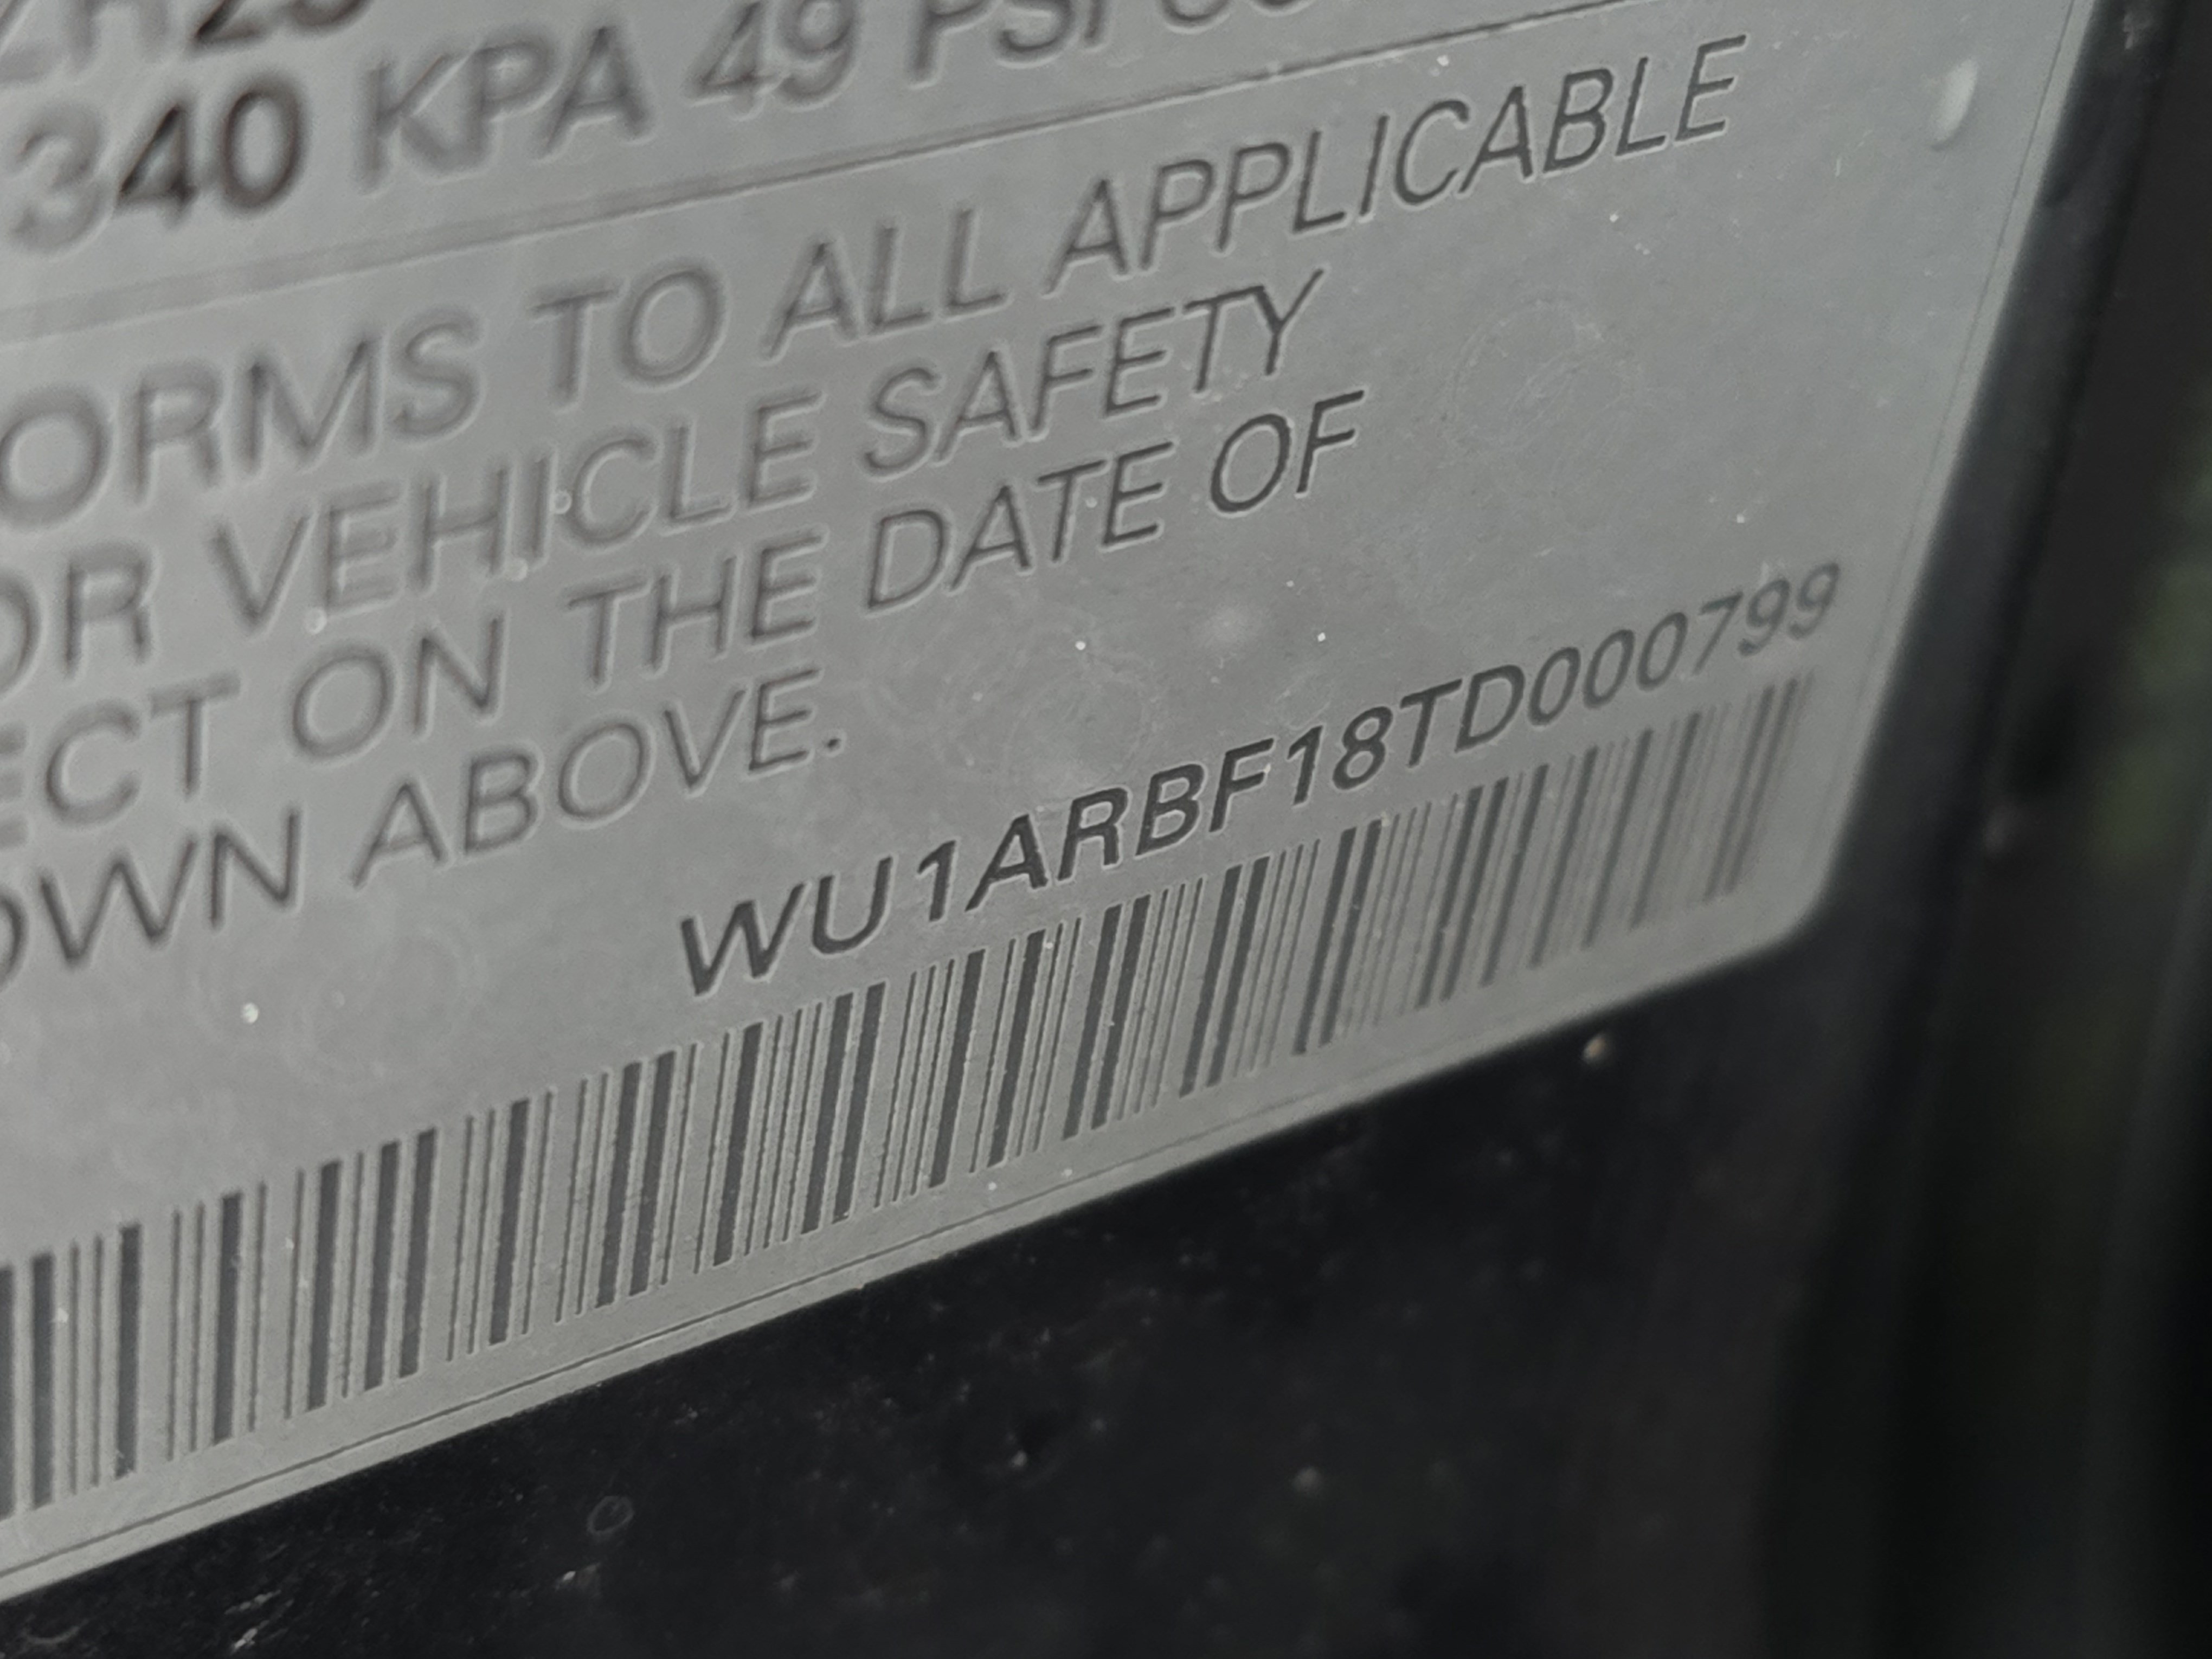 340 KPA 49 PSI
ORMS TO ALL APPLICABLE
OR VEHICLE SAFETY
ECT ON THE DATE OF
OWN ABOVE.
WU1ARBF18TD000799